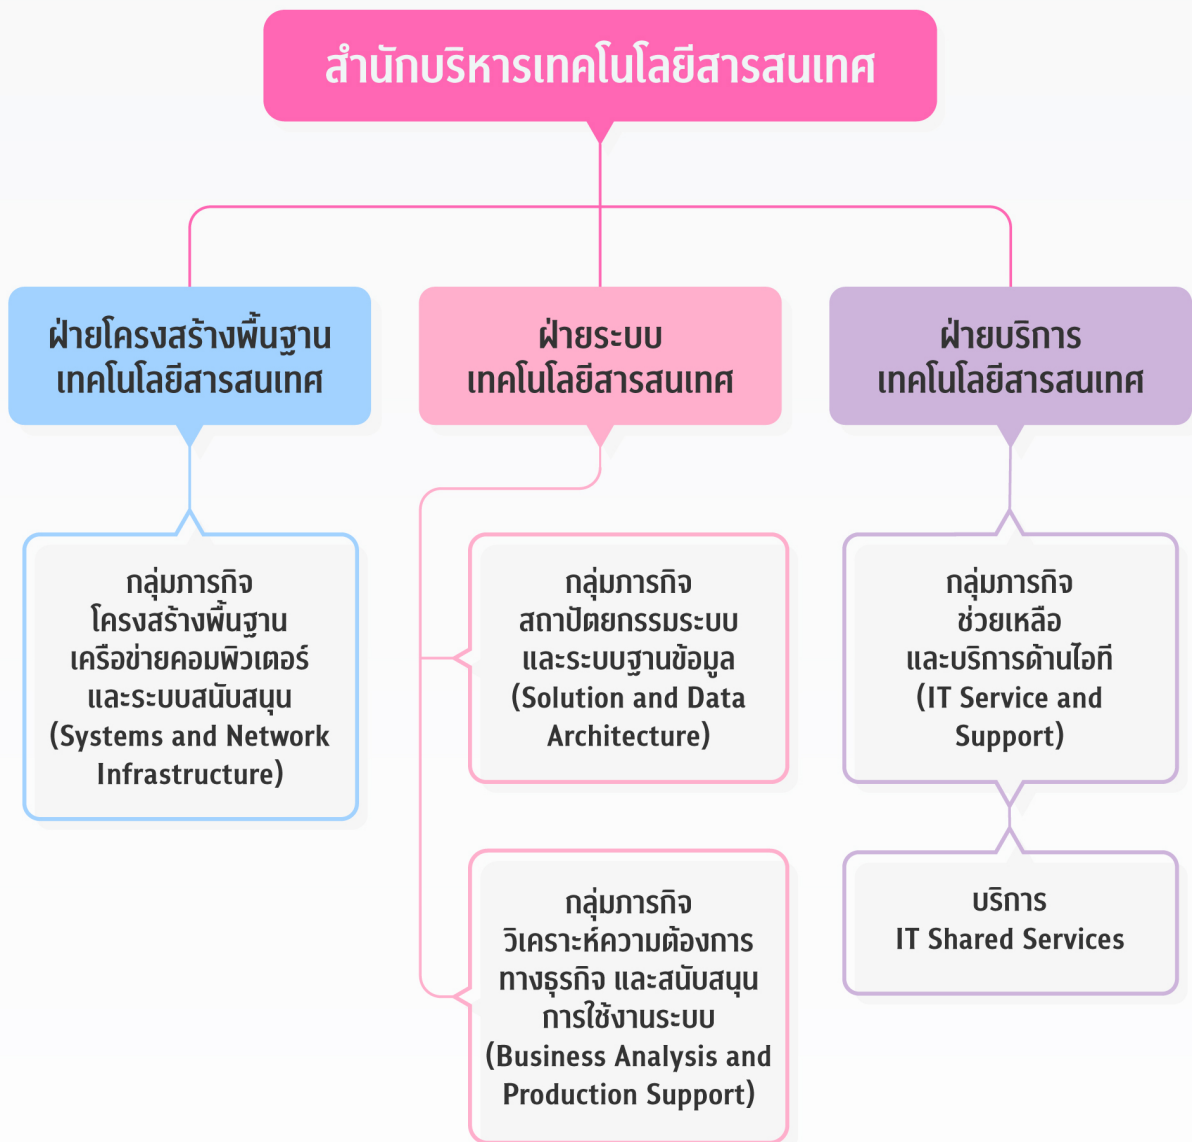 สำนักบริหารเทคโนโลยีสารสนเทศ
ฝ่ายโครงสร้างพื้นฐาน
เทคโนโลยีสารสนเทศ
ฝ่ายระบบ
เทคโนโลยีสารสนเทศ
ฝ่ายบริการ
เทคโนโลยีสารสนเทศ
กลุ่มภารกิจ
โครงสร้างพื้นฐาน
เครือข่ายคอมพิวเตอร์
และระบบสนับสนุน
(Systems and Network
Infrastructure)
กลุ่มภารกิจ
สถาปัตยกรรมระบบ
และระบบฐานข้อมูล
(Solution and Data
Architecture)
กลุ่มภารกิจ
ช่วยเหลือ
และบริการด้านไอที
(IT Service and
Support)
กลุ่มภารกิจ
วิเคราะห์ความต้องการ
ทางธุรกิจ และสนับสนุน
การใช้งานระบบ
(Business Analysis and
Production Support)
บริการ
IT Shared Services